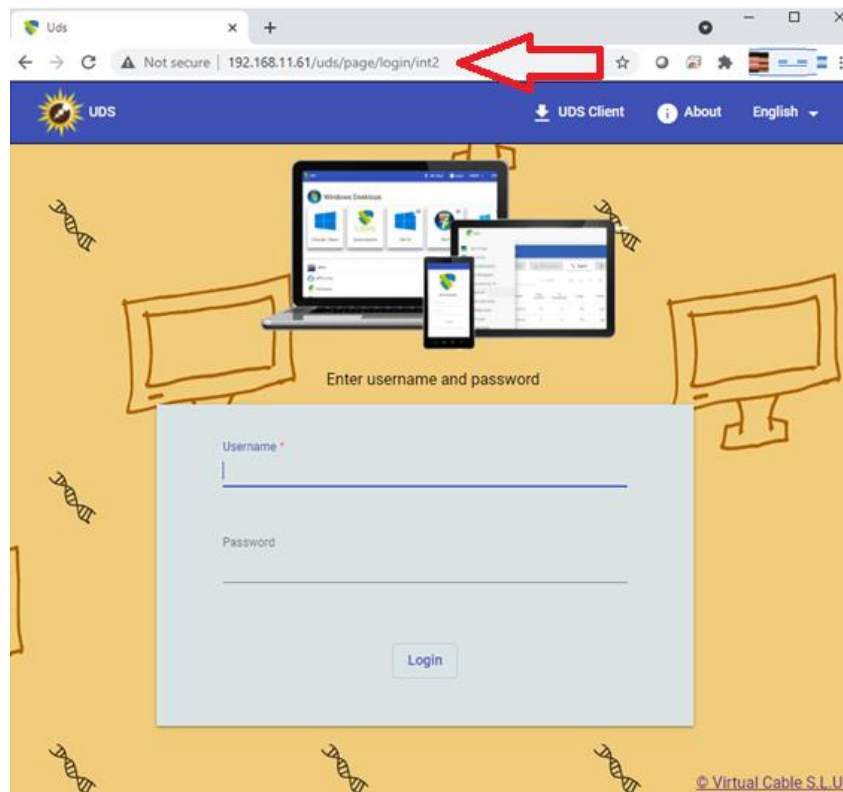 Uds
Not secure | 192.168.11.61/uds/page/login/int2
UDS
UDS Client
About
English
Windows Desktops
Enter username and password
Username *
Password
Login
© Virtual Cable S.L.U